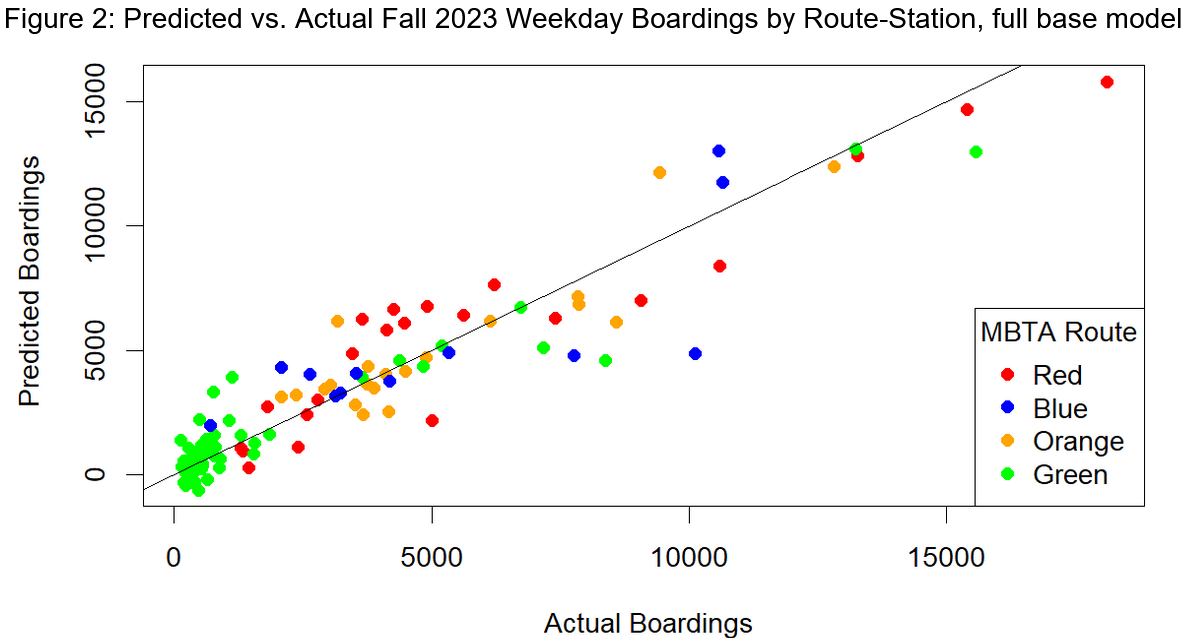 Figure 2: Predicted vs. Actual Fall 2023 Weekday Boardings by Route-Station, full base model
Predicted Boardings
15000
10000
5000
0
MBTA Route
Red
Blue
Orange
Green
0 5000 10000 15000
Actual Boardings